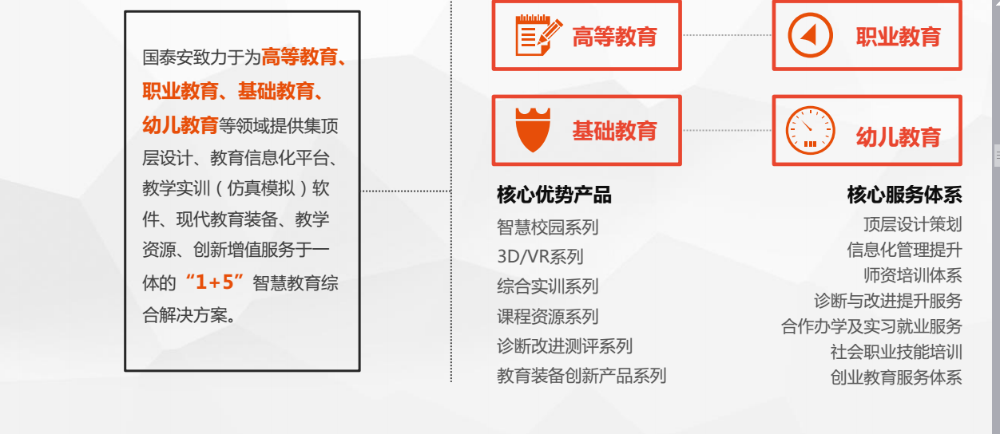 国泰安致力于为高等教育、
职业教育、基础教育、
幼儿教育等领域提供集顶
层设计、教育信息化平台、
教学实训（仿真模拟）软
件、现代教育装备、教学
资源、创新增值服务于一
体的“1+5”智慧教育综
合解决方案。
高等教育
职业教育
基础教育
幼儿教育
核心优势产品
智慧校园系列
3D/VR系列
综合实训系列
课程资源系列
诊断改进测评系列
教育装备创新产品系列
核心服务体系
顶层设计策划
信息化管理提升
师资培训体系
诊断与改进提升服务
合作办学及实习就业服务
社会职业技能培训
创业教育服务体系